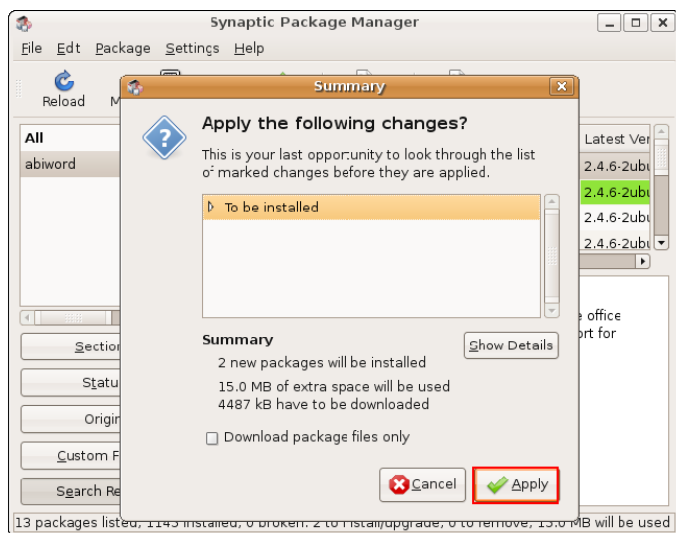 Synaptic Package Manager
File Edit Package Settings Help
Reload M
Summary
All
abiword
Latest Ver
2.4.6-2ubu
2.4.6-2ubu
2.4.6-2ubu
2.4.6-2ubu
Apply the following changes?
This is your last opportunity to look through the list
of marked changes before they are applied.
To be installed
e office
ort for
Summary
Show Details
2 new packages will be installed
15.0 MB of extra space will be used
4487 kB have to be downloaded
Download package files only
Section
Statu
Origin
Custom F
Search Re
Cancel
Apply
13 packages listed, 1143 installed, 0 broken. 2 to install/upgrade, 0 to remove; 15.0 MB will be used